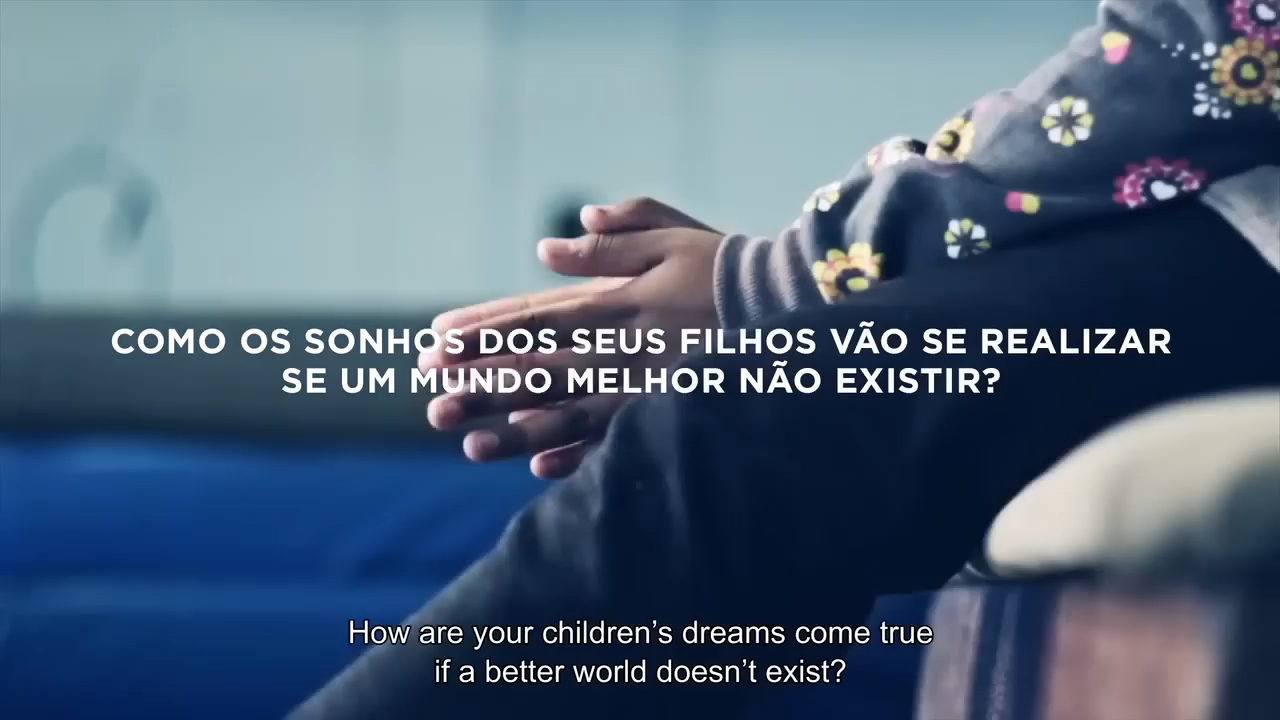 COMO OS SONHOS DOS SEUS FILHOS VÃO SE REALIZAR
SE UM MUNDO MELHOR NÃO EXISTIR?
How are your children's dreams come true
if a better world doesn't exist?